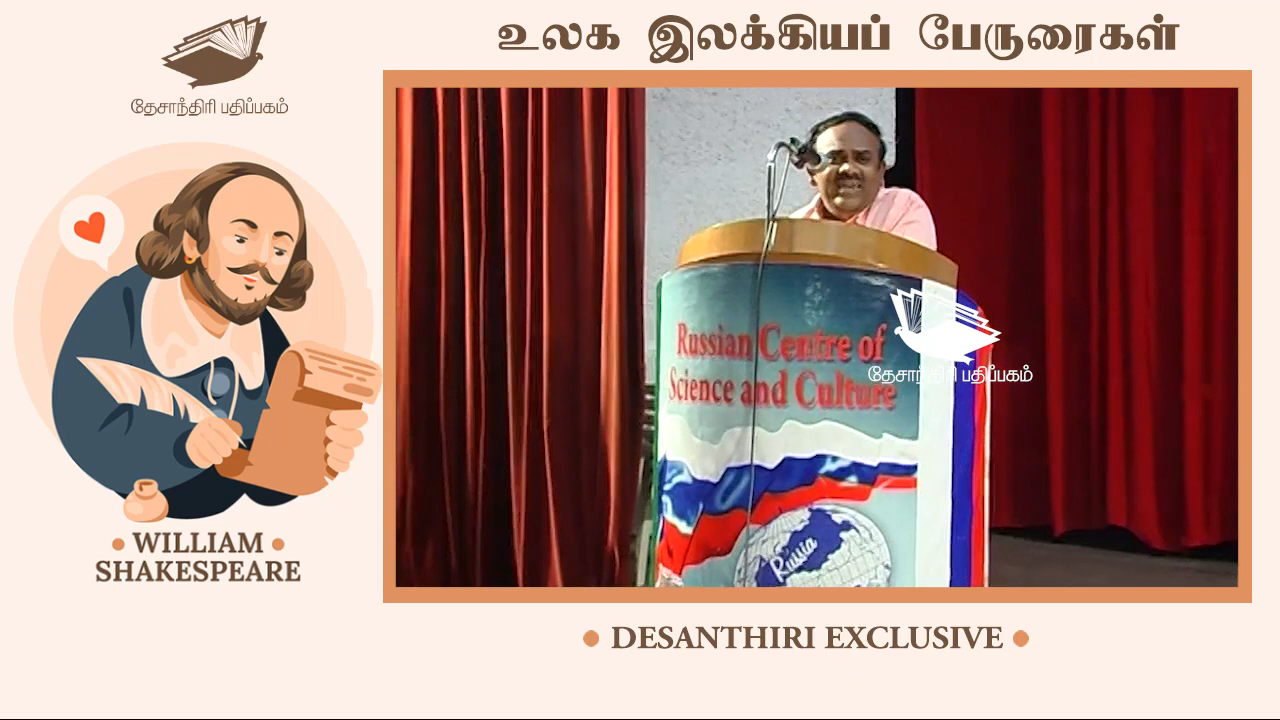 உலக இலக்கியப் பேருரைகள்
தேசாந்திரி பதிப்பகம்
WILLIAM
SHAKESPEARE
Russian Centre of
Science and Culture
தேசாந்திரி பதிப்பகம்
Russia
• DESANTHIRI EXCLUSIVE •